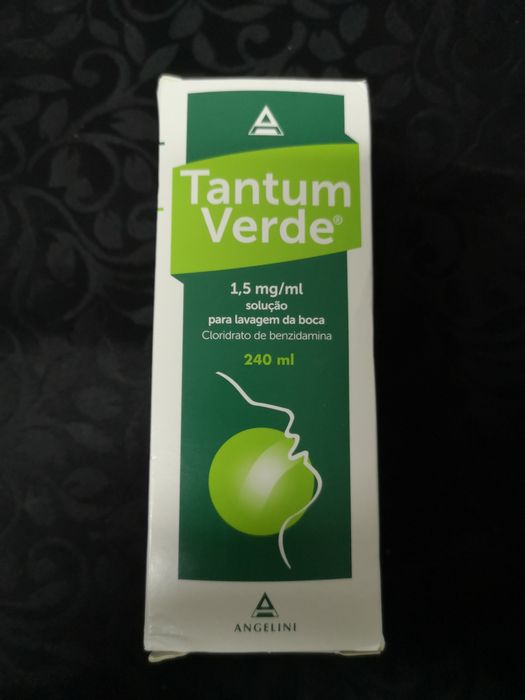 Tantum
Verde®
1,5 mg/ml
solução
para lavagem da boca
Cloridrato de benzidamina
240 ml
ANGELINI